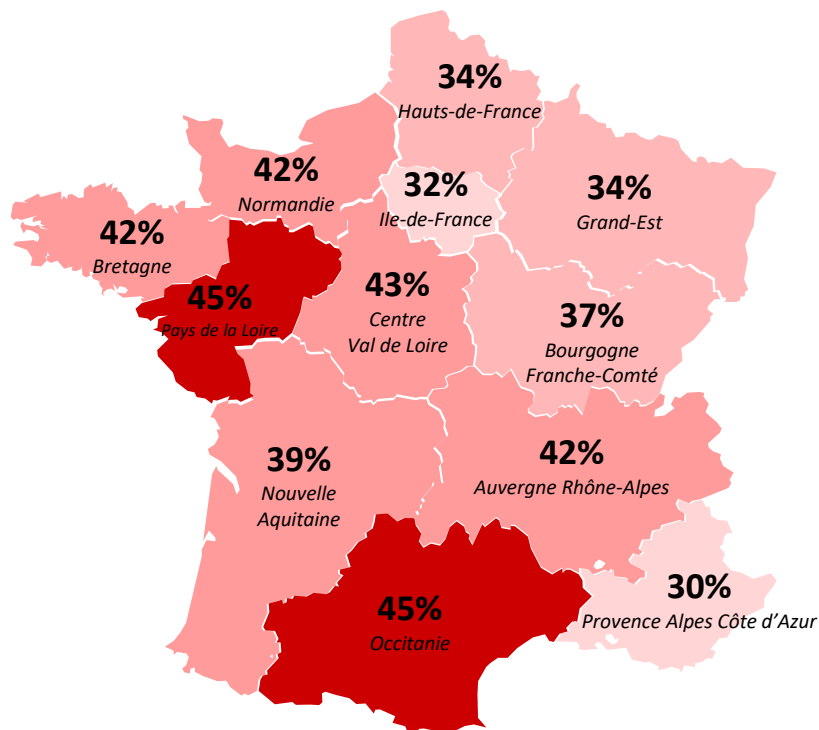 34%
Hauts-de-France
42%
Normandie
32%
Ile-de-France
34%
Grand-Est
42%
Bretagne
45%
Pays de la Loire
43%
Centre
Val de Loire
37%
Bourgogne
Franche-Comté
39%
Nouvelle
Aquitaine
42%
Auvergne Rhône-Alpes
45%
Occitanie
30%
Provence Alpes Côte d’Azur